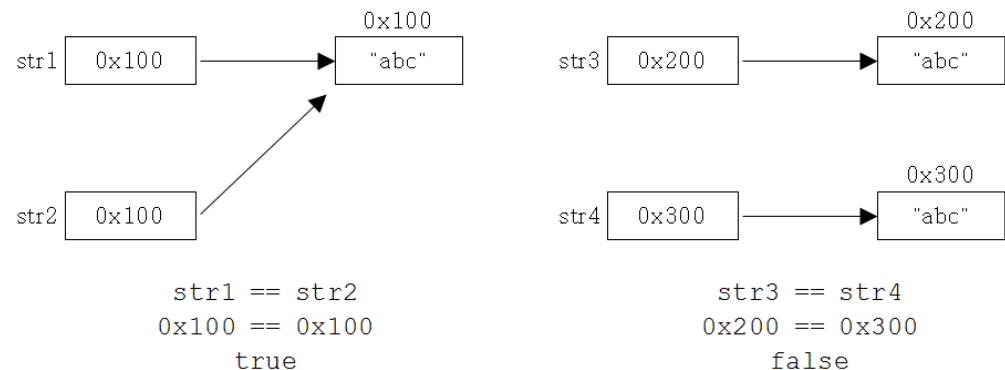 0x100
str1 0x100 "abc"
str2 0x100
str1 == str2
0x100 == 0x100
true
0x200
str3 0x200 "abc"
0x300
str4 0x300 "abc"
str3 == str4
0x200 == 0x300
false